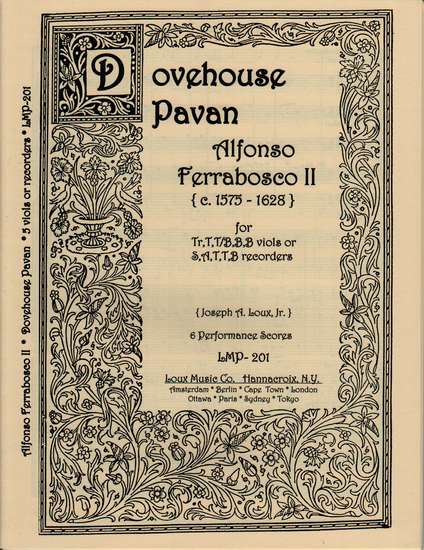 Dovehouse
Pavan
Alfonso
Ferrabosco II
{ c. 1575 - 1628 }
for
Tr,T,T/B,B,B viols or
S,A,T,T,B recorders
{ Joseph A. Loux, Jr. }
6 Performance Scores
LMP- 201
Loux Music Co. Hannacroix, N.Y.
Amsterdam * Berlin * Cape Town * London
Ottawa * Paris * Sydney * Tokyo
Alfonso Ferrabosco II * Dovehouse Pavan * 5 viols or recorders * LMP-201